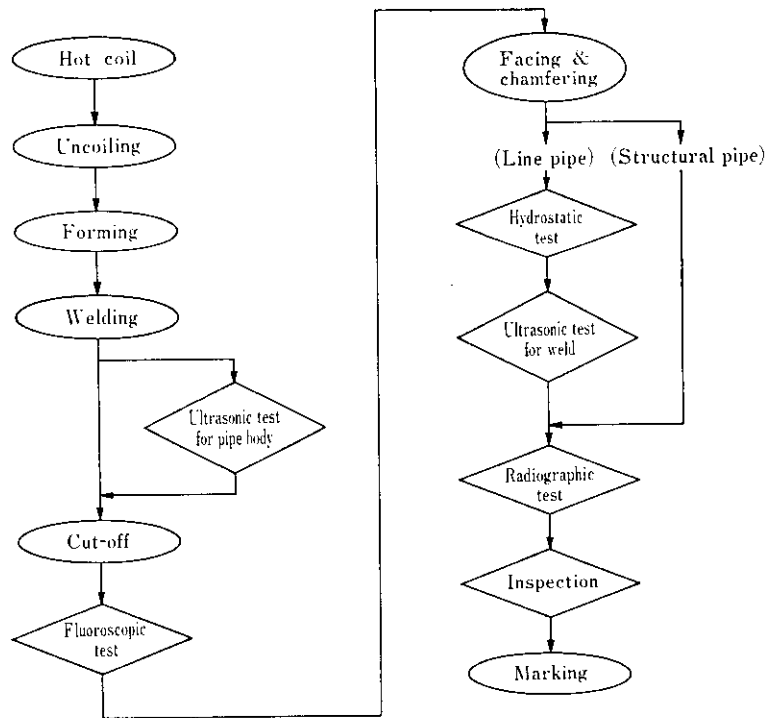 Hot coil
Uncoiling
Forming
Welding
Ultrasonic test
for pipe body
Cut-off
Fluoroscopic
test
Facing &
chamfering
(Line pipe) (Structural pipe)
Hydrostatic
test
Ultrasonic test
for weld
Radiographic
test
Inspection
Marking